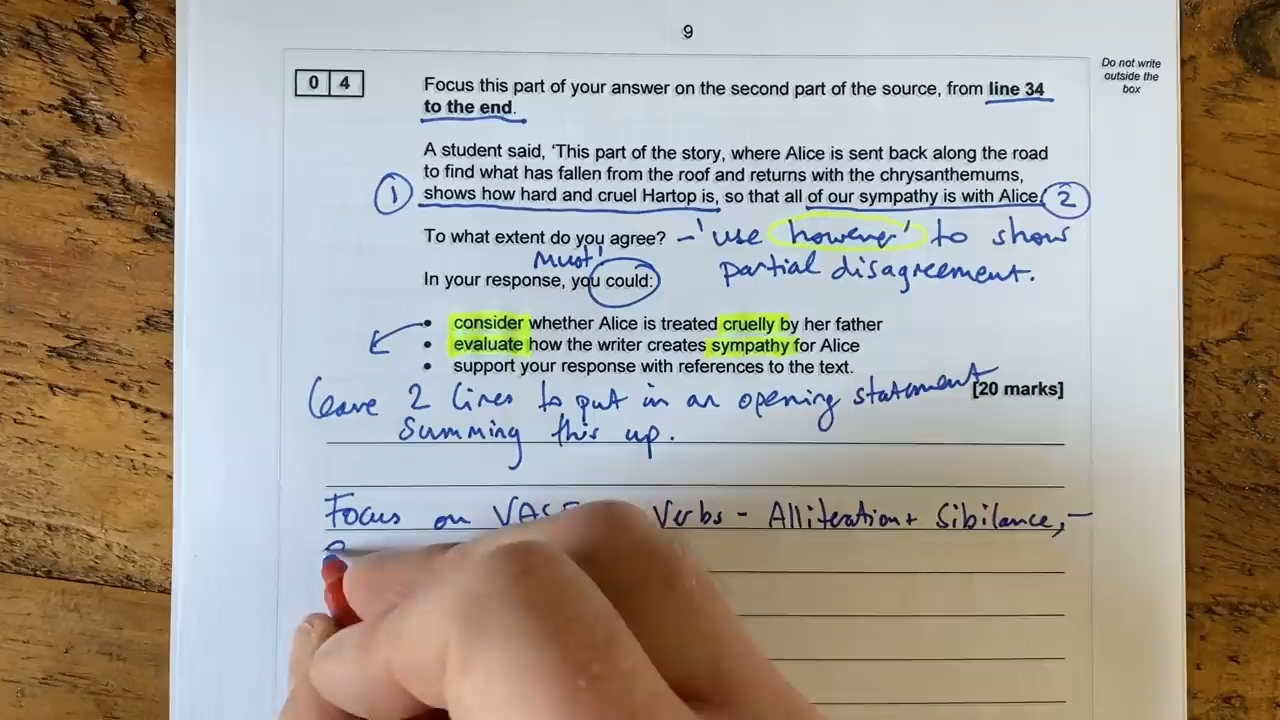 9
Do not write
outside the
box
0 4
Focus this part of your answer on the second part of the source, from line 34
to the end.
A student said, 'This part of the story, where Alice is sent back along the road
to find what has fallen from the roof and returns with the chrysanthemums,
1 shows how hard and cruel Hartop is, so that all of our sympathy is with Alice. 2
To what extent do you agree? – 'use however' to show
partial disagreement.
Must!
In your response, you could:
• consider whether Alice is treated cruelly by her father
• evaluate how the writer creates sympathy for Alice
• support your response with references to the text.
[20 marks]
leave 2 lines to put in an opening statement
summing this up.
Focus on Verbs - Alliteration + Sibilance, -